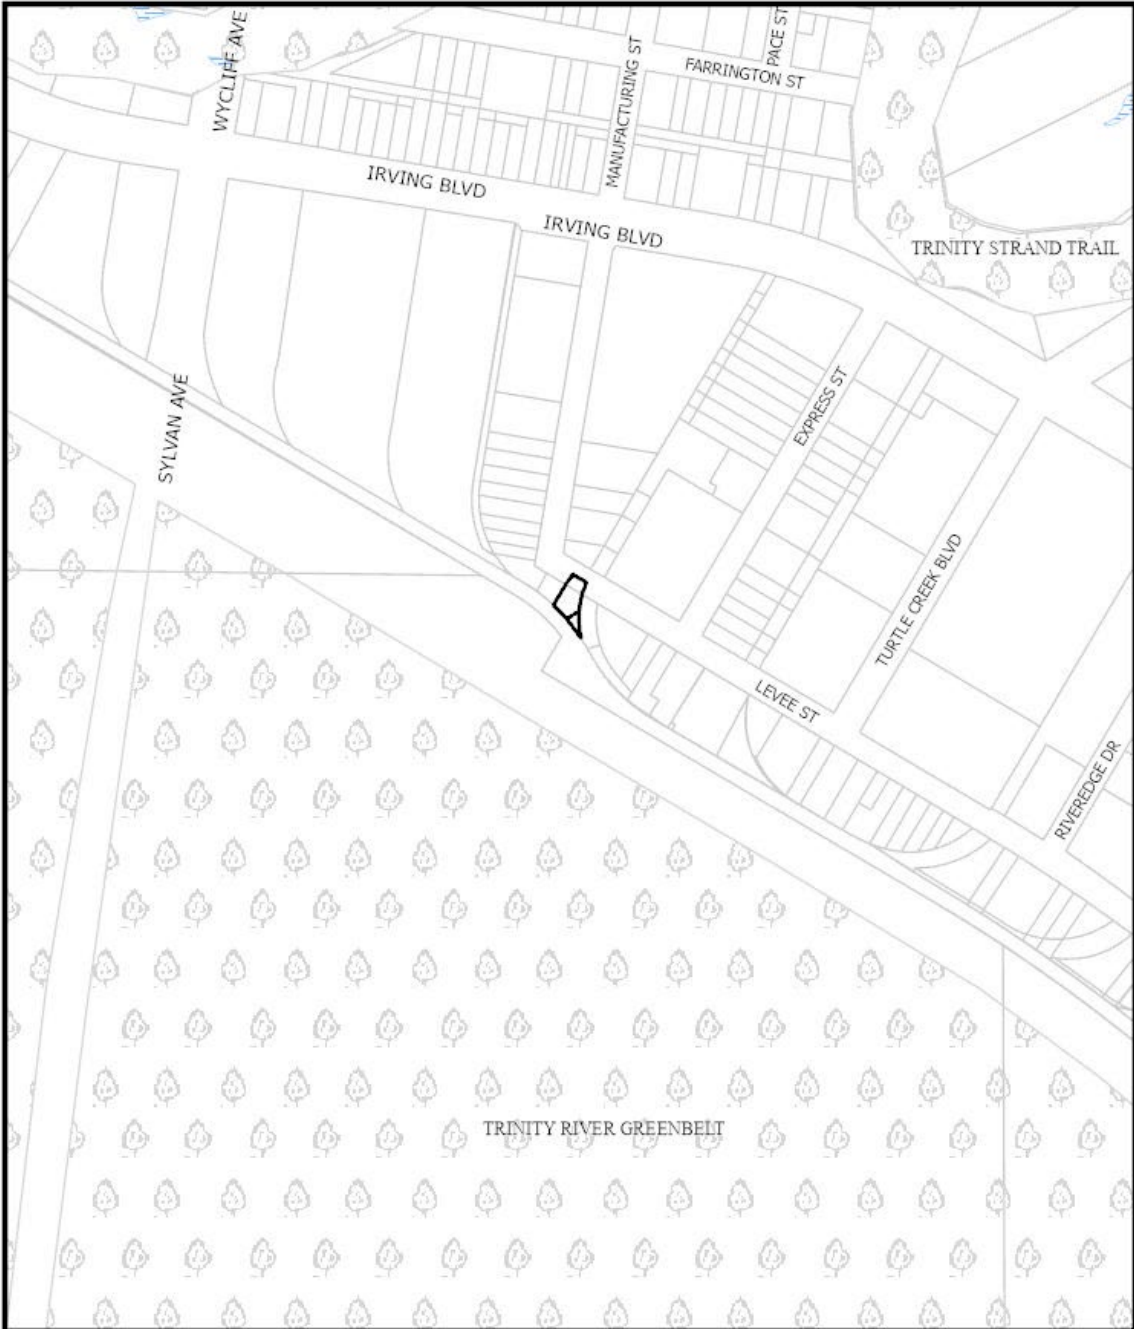 WYCLIFF AVE
PACE ST
MANUFACTURING ST
FARRINGTON ST
IRVING BLVD
IRVING BLVD
TRINITY STRAND TRAIL
SYLVAN AVE
EXPRESS ST
TURTLE CREEK BLVD
LEVEE ST
RIVEREDGE DR
TRINITY RIVER GREENBELT